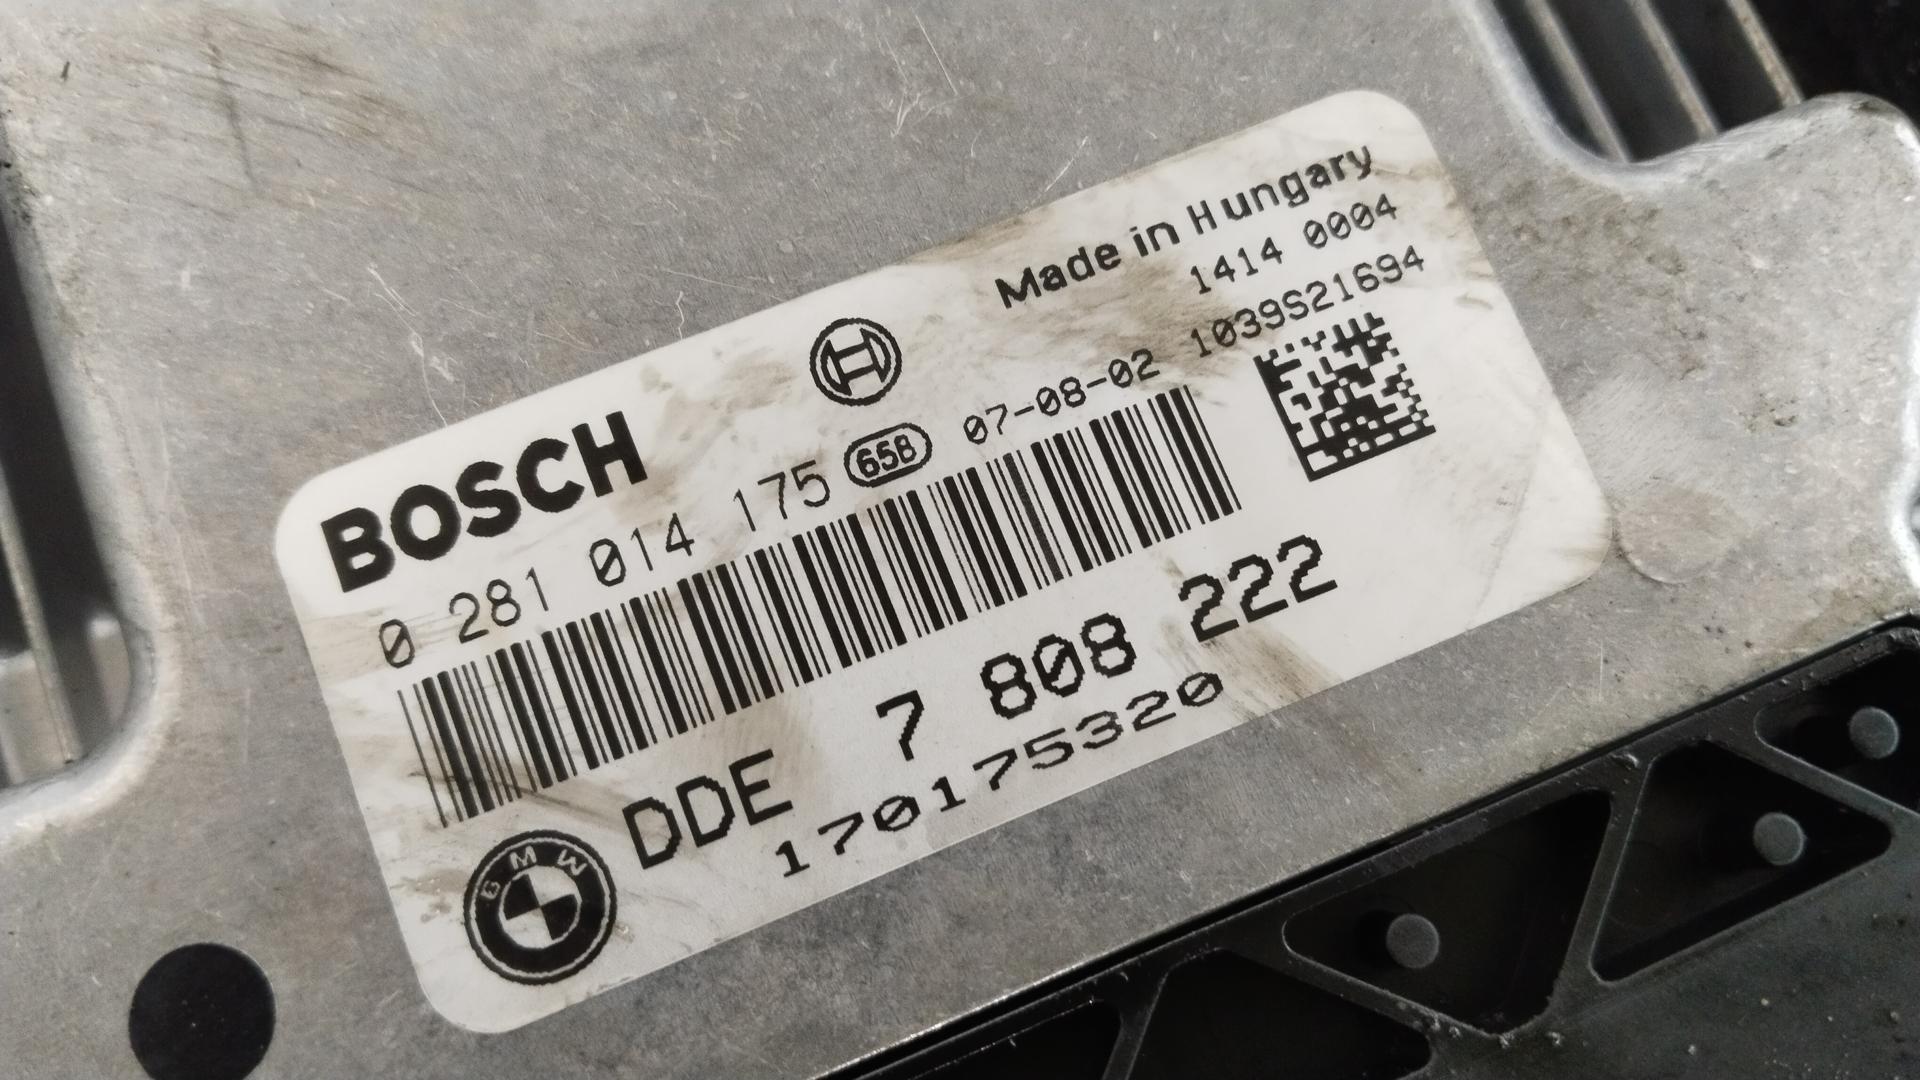 Made in Hungary
1414 0004
1039S21694
BOSCH
0 281 014 175 658 07-08-02
DDE 7 808 222
170175320
BMW